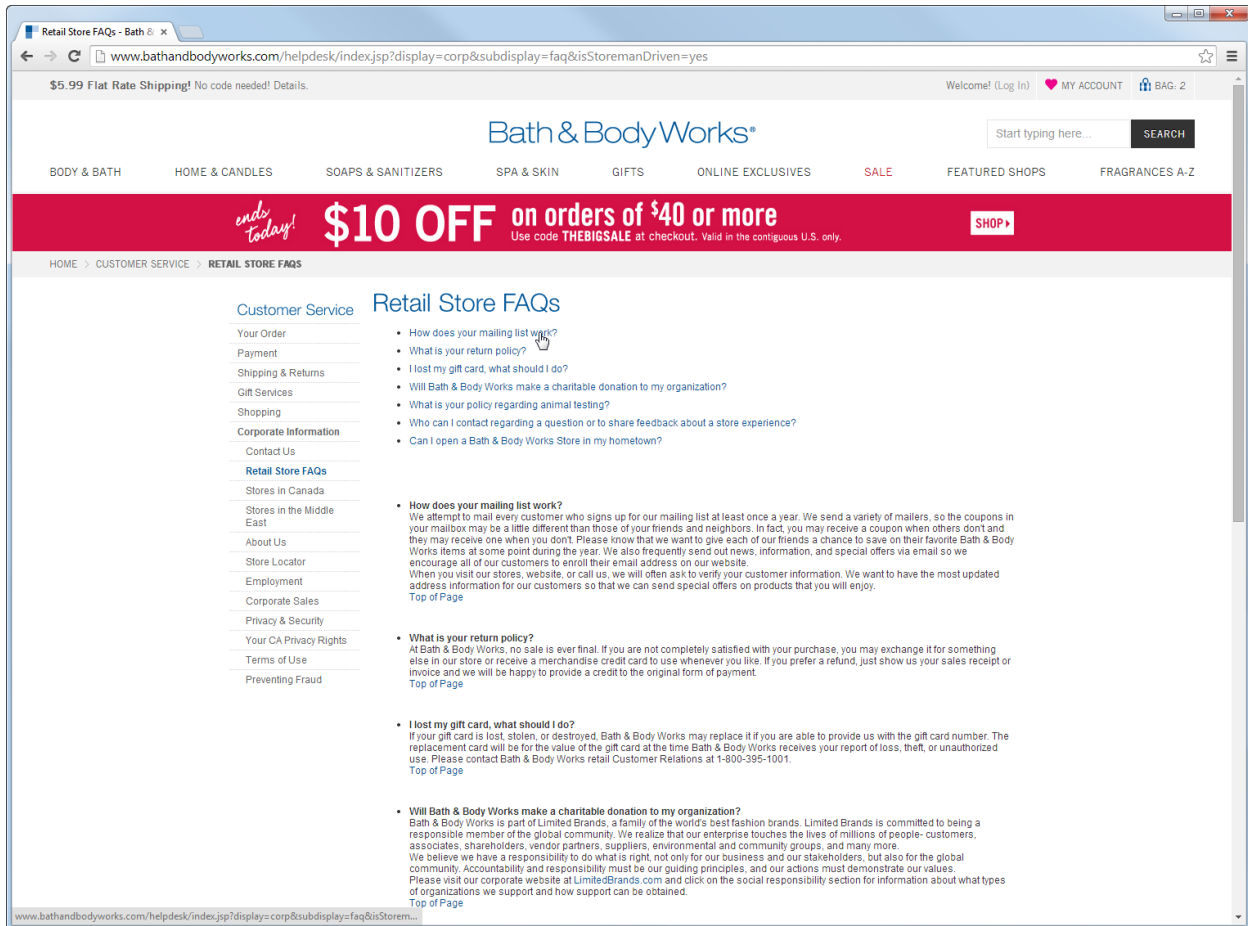 Retail Store FAQs - Bath &
www.bathandbodyworks.com/helpdesk/index.jsp?display=corp&subdisplay=faq&isStoremanDriven=yes
$5.99 Flat Rate Shipping! No code needed! Details.
Welcome! (Log In) MY ACCOUNT BAG: 2
Bath & Body Works®
Start typing here... SEARCH
BODY & BATH HOME & CANDLES SOAPS & SANITIZERS SPA & SKIN GIFTS ONLINE EXCLUSIVES SALE FEATURED SHOPS FRAGRANCES A-Z
ends today! $10 OFF on orders of $40 or more
Use code THEBIGSALE at checkout. Valid in the contiguous U.S. only.
SHOP
HOME > CUSTOMER SERVICE > RETAIL STORE FAQS
Customer Service
Your Order
Payment
Shipping & Returns
Gift Services
Shopping
Corporate Information
Contact Us
Retail Store FAQs
Stores in Canada
Stores in the Middle
East
About Us
Store Locator
Employment
Corporate Sales
Privacy & Security
Your CA Privacy Rights
Terms of Use
Preventing Fraud
Retail Store FAQs
• How does your mailing list work?
• What is your return policy?
• I lost my gift card, what should I do?
• Will Bath & Body Works make a charitable donation to my organization?
• What is your policy regarding animal testing?
• Who can I contact regarding a question or to share feedback about a store experience?
• Can I open a Bath & Body Works Store in my hometown?
• How does your mailing list work?
We attempt to mail every customer who signs up for our mailing list at least once a year. We send a variety of mailers, so the coupons in
your mailbox may be a little different than those of your friends and neighbors. In fact, you may receive a coupon when others don't and
they may receive one when you don't. Please know that we want to give each of our friends a chance to save on their favorite Bath & Body
Works items at some point during the year. We also frequently send out news, information, and special offers via email so we
encourage all of our customers to enroll their email address on our website.
When you visit our stores, website, or call us, we will often ask to verify your customer information. We want to have the most updated
address information for our customers so that we can send special offers on products that you will enjoy.
Top of Page
• What is your return policy?
At Bath & Body Works, no sale is ever final. If you are not completely satisfied with your purchase, you may exchange it for something
else in our store or receive a merchandise credit card to use whenever you like. If you prefer a refund, just show us your sales receipt or
invoice and we will be happy to provide a credit to the original form of payment.
Top of Page
• I lost my gift card, what should I do?
If your gift card is lost, stolen, or destroyed, Bath & Body Works may replace it if you are able to provide us with the gift card number. The
replacement card will be for the value of the gift card at the time Bath & Body Works receives your report of loss, theft, or unauthorized
use. Please contact Bath & Body Works retail Customer Relations at 1-800-395-1001.
Top of Page
• Will Bath & Body Works make a charitable donation to my organization?
Bath & Body Works is part of Limited Brands, a family of the world's best fashion brands. Limited Brands is committed to being a
responsible member of the global community. We realize that our enterprise touches the lives of millions of people- customers,
associates, shareholders, vendor partners, suppliers, environmental and community groups, and many more.
We believe we have a responsibility to do what is right, not only for our business and our stakeholders, but also for the global
community. Accountability and responsibility must be our guiding principles, and our actions must demonstrate our values.
Please visit our corporate website at LimitedBrands.com and click on the social responsibility section for information about what types
of organizations we support and how support can be obtained.
Top of Page
www.bathandbodyworks.com/helpdesk/index.jsp?display=corp&subdisplay=faq&isStorem...